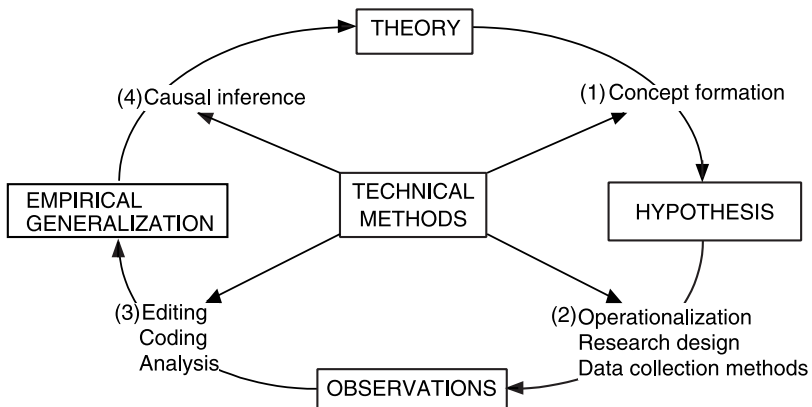 THEORY
(4) Causal inference
(1) Concept formation
EMPIRICAL
GENERALIZATION
TECHNICAL
METHODS
HYPOTHESIS
(3) Editing
Coding
Analysis
(2) Operationalization
Research design
Data collection methods
OBSERVATIONS